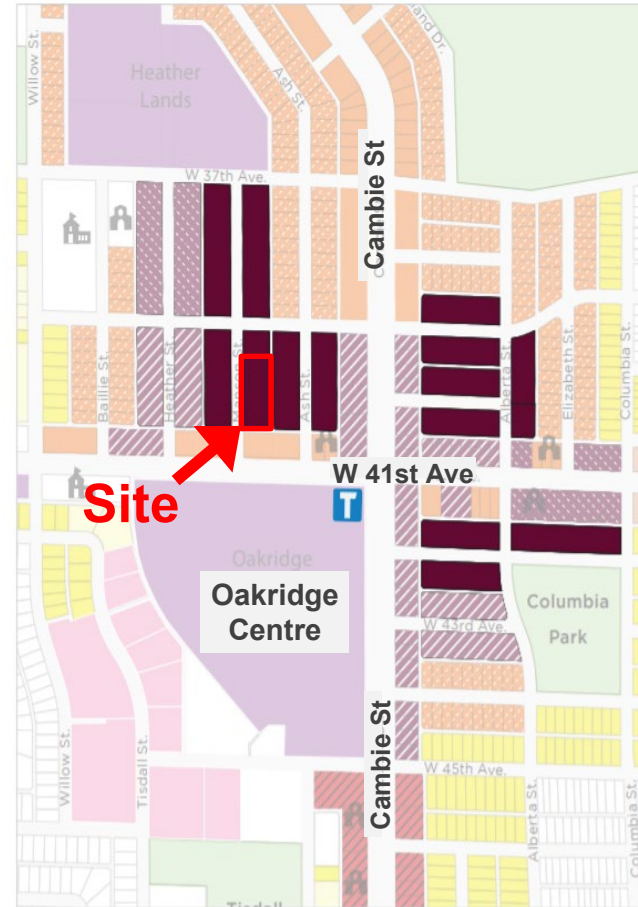 Willow St.
Heather
Lands
Ash St.
land Dr.
W 37th Ave.
Cambie St
Baillie St.
Heather St.
Manson St.
Ash St.
Alberta St.
Elizabeth St.
Columbia St.
W 41st Ave
Site
T
Oakridge
Oakridge
Centre
Columbia
Park
W 43rd Ave.
Cambie St
Willow St.
Tisdall St.
W 45th Ave.
Alberta St.
Columbia St.